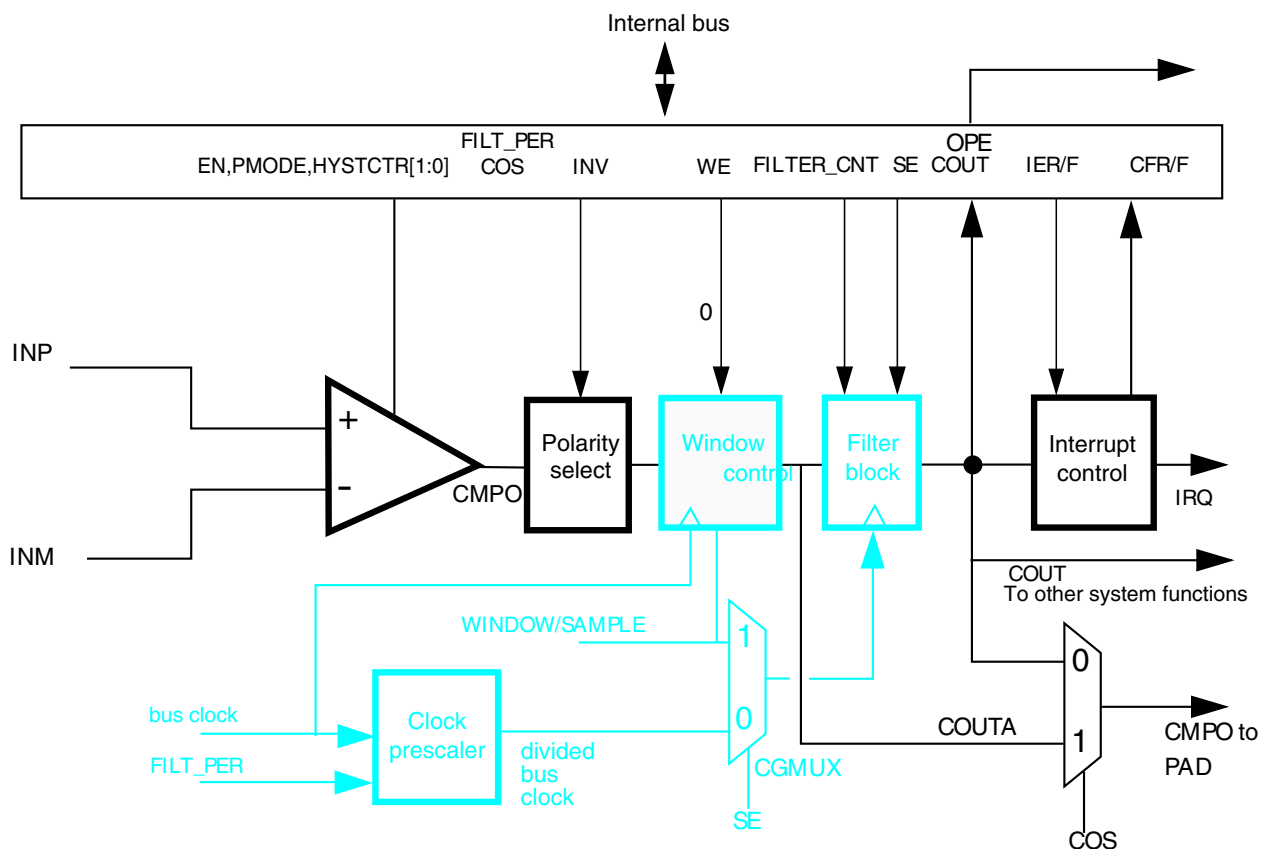 Internal bus
FILT_PER
OPE
EN,PMODE,HYSTCTR[1:0] COS INV WE FILTER_CNT SE COUT IER/F CFR/F
0
INP
+
-
INM
CMPO
Polarity
select
Window
control
Filter
block
Interrupt
control
IRQ
COUT
To other system functions
WINDOW/SAMPLE
1
0
bus clock
FILT_PER
Clock
prescaler
divided
bus
clock
CGMUX
SE
COUTA
0
1
CMPO to
PAD
COS